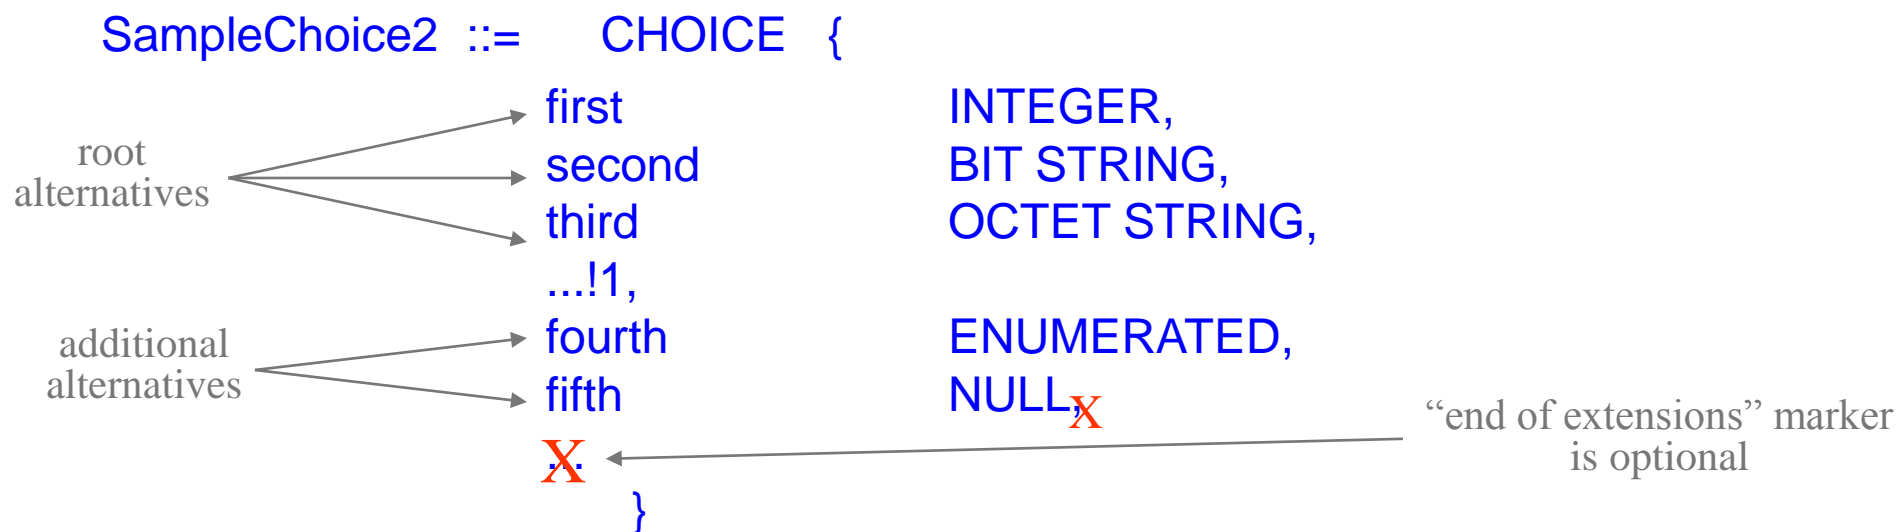 SampleChoice2 ::= CHOICE {
first INTEGER,
root
alternatives
second BIT STRING,
third OCTET STRING,
...!1,
additional
alternatives
fourth ENUMERATED,
fifth NULL,X
“end of extensions” marker
is optional
X...
}